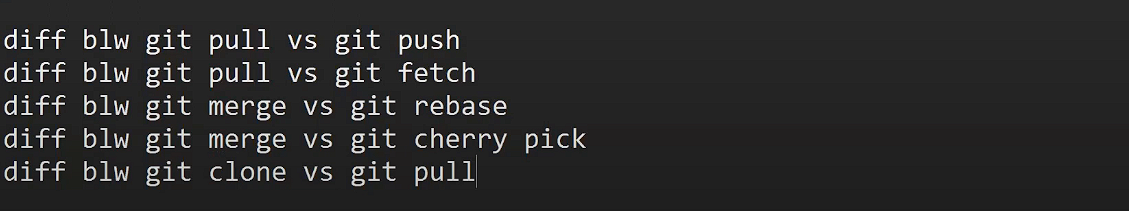 diff blw git pull vs git push
diff blw git pull vs git fetch
diff blw git merge vs git rebase
diff blw git merge vs git cherry pick
diff blw git clone vs git pull